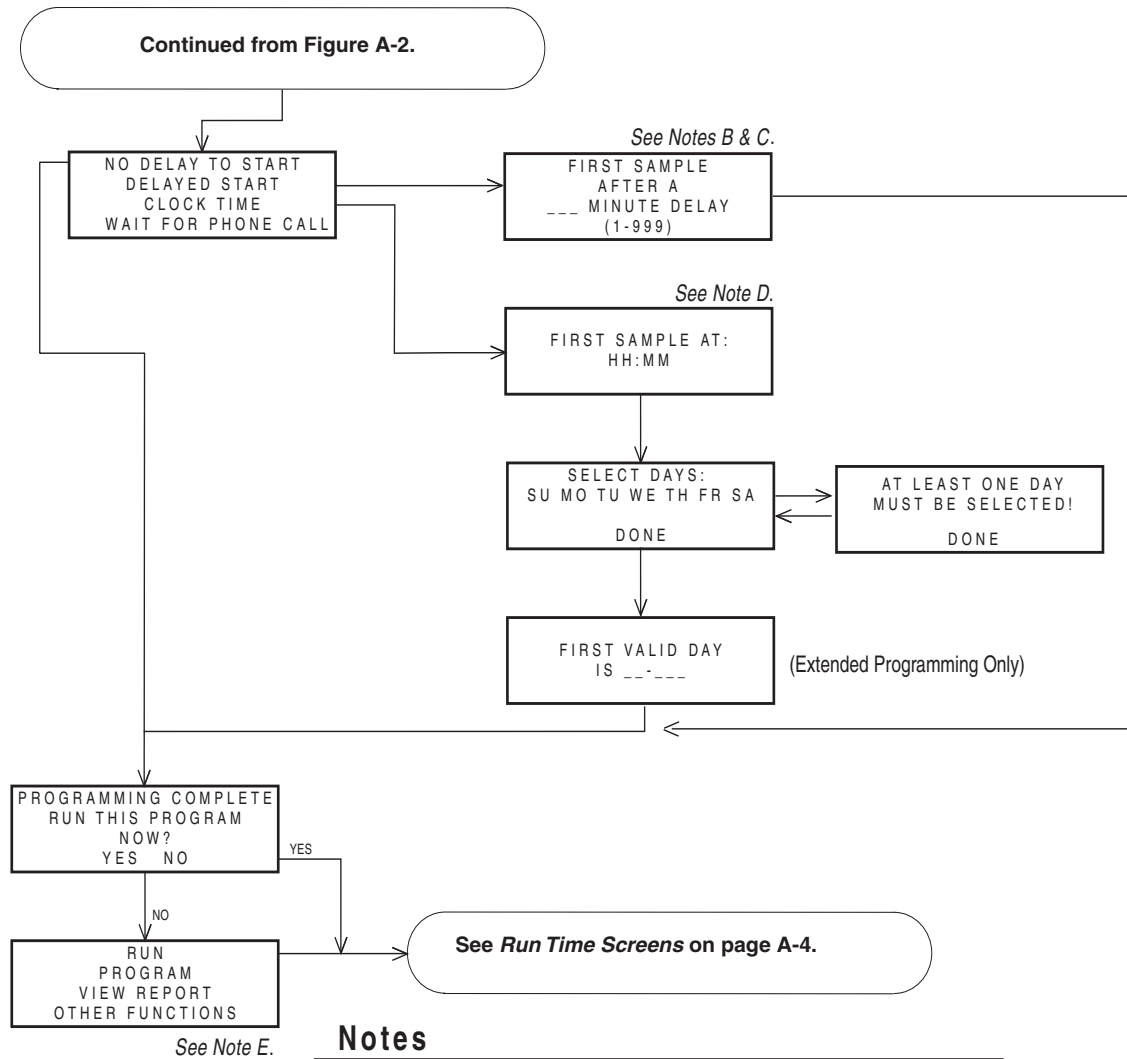 Continued from Figure A-2.
NO DELAY TO START
DELAYED START
CLOCK TIME
WAIT FOR PHONE CALL
See Notes B & C.
FIRST SAMPLE
AFTER A
___ MINUTE DELAY
(1-999)
See Note D.
FIRST SAMPLE AT:
HH:MM
SELECT DAYS:
SU MO TU WE TH FR SA
DONE
AT LEAST ONE DAY
MUST BE SELECTED!
DONE
FIRST VALID DAY
IS __-___
(Extended Programming Only)
PROGRAMMING COMPLETE
RUN THIS PROGRAM
NOW?
YES NO
YES
NO
RUN
PROGRAM
VIEW REPORT
OTHER FUNCTIONS
See Run Time Screens on page A-4.
See Note E.
Notes